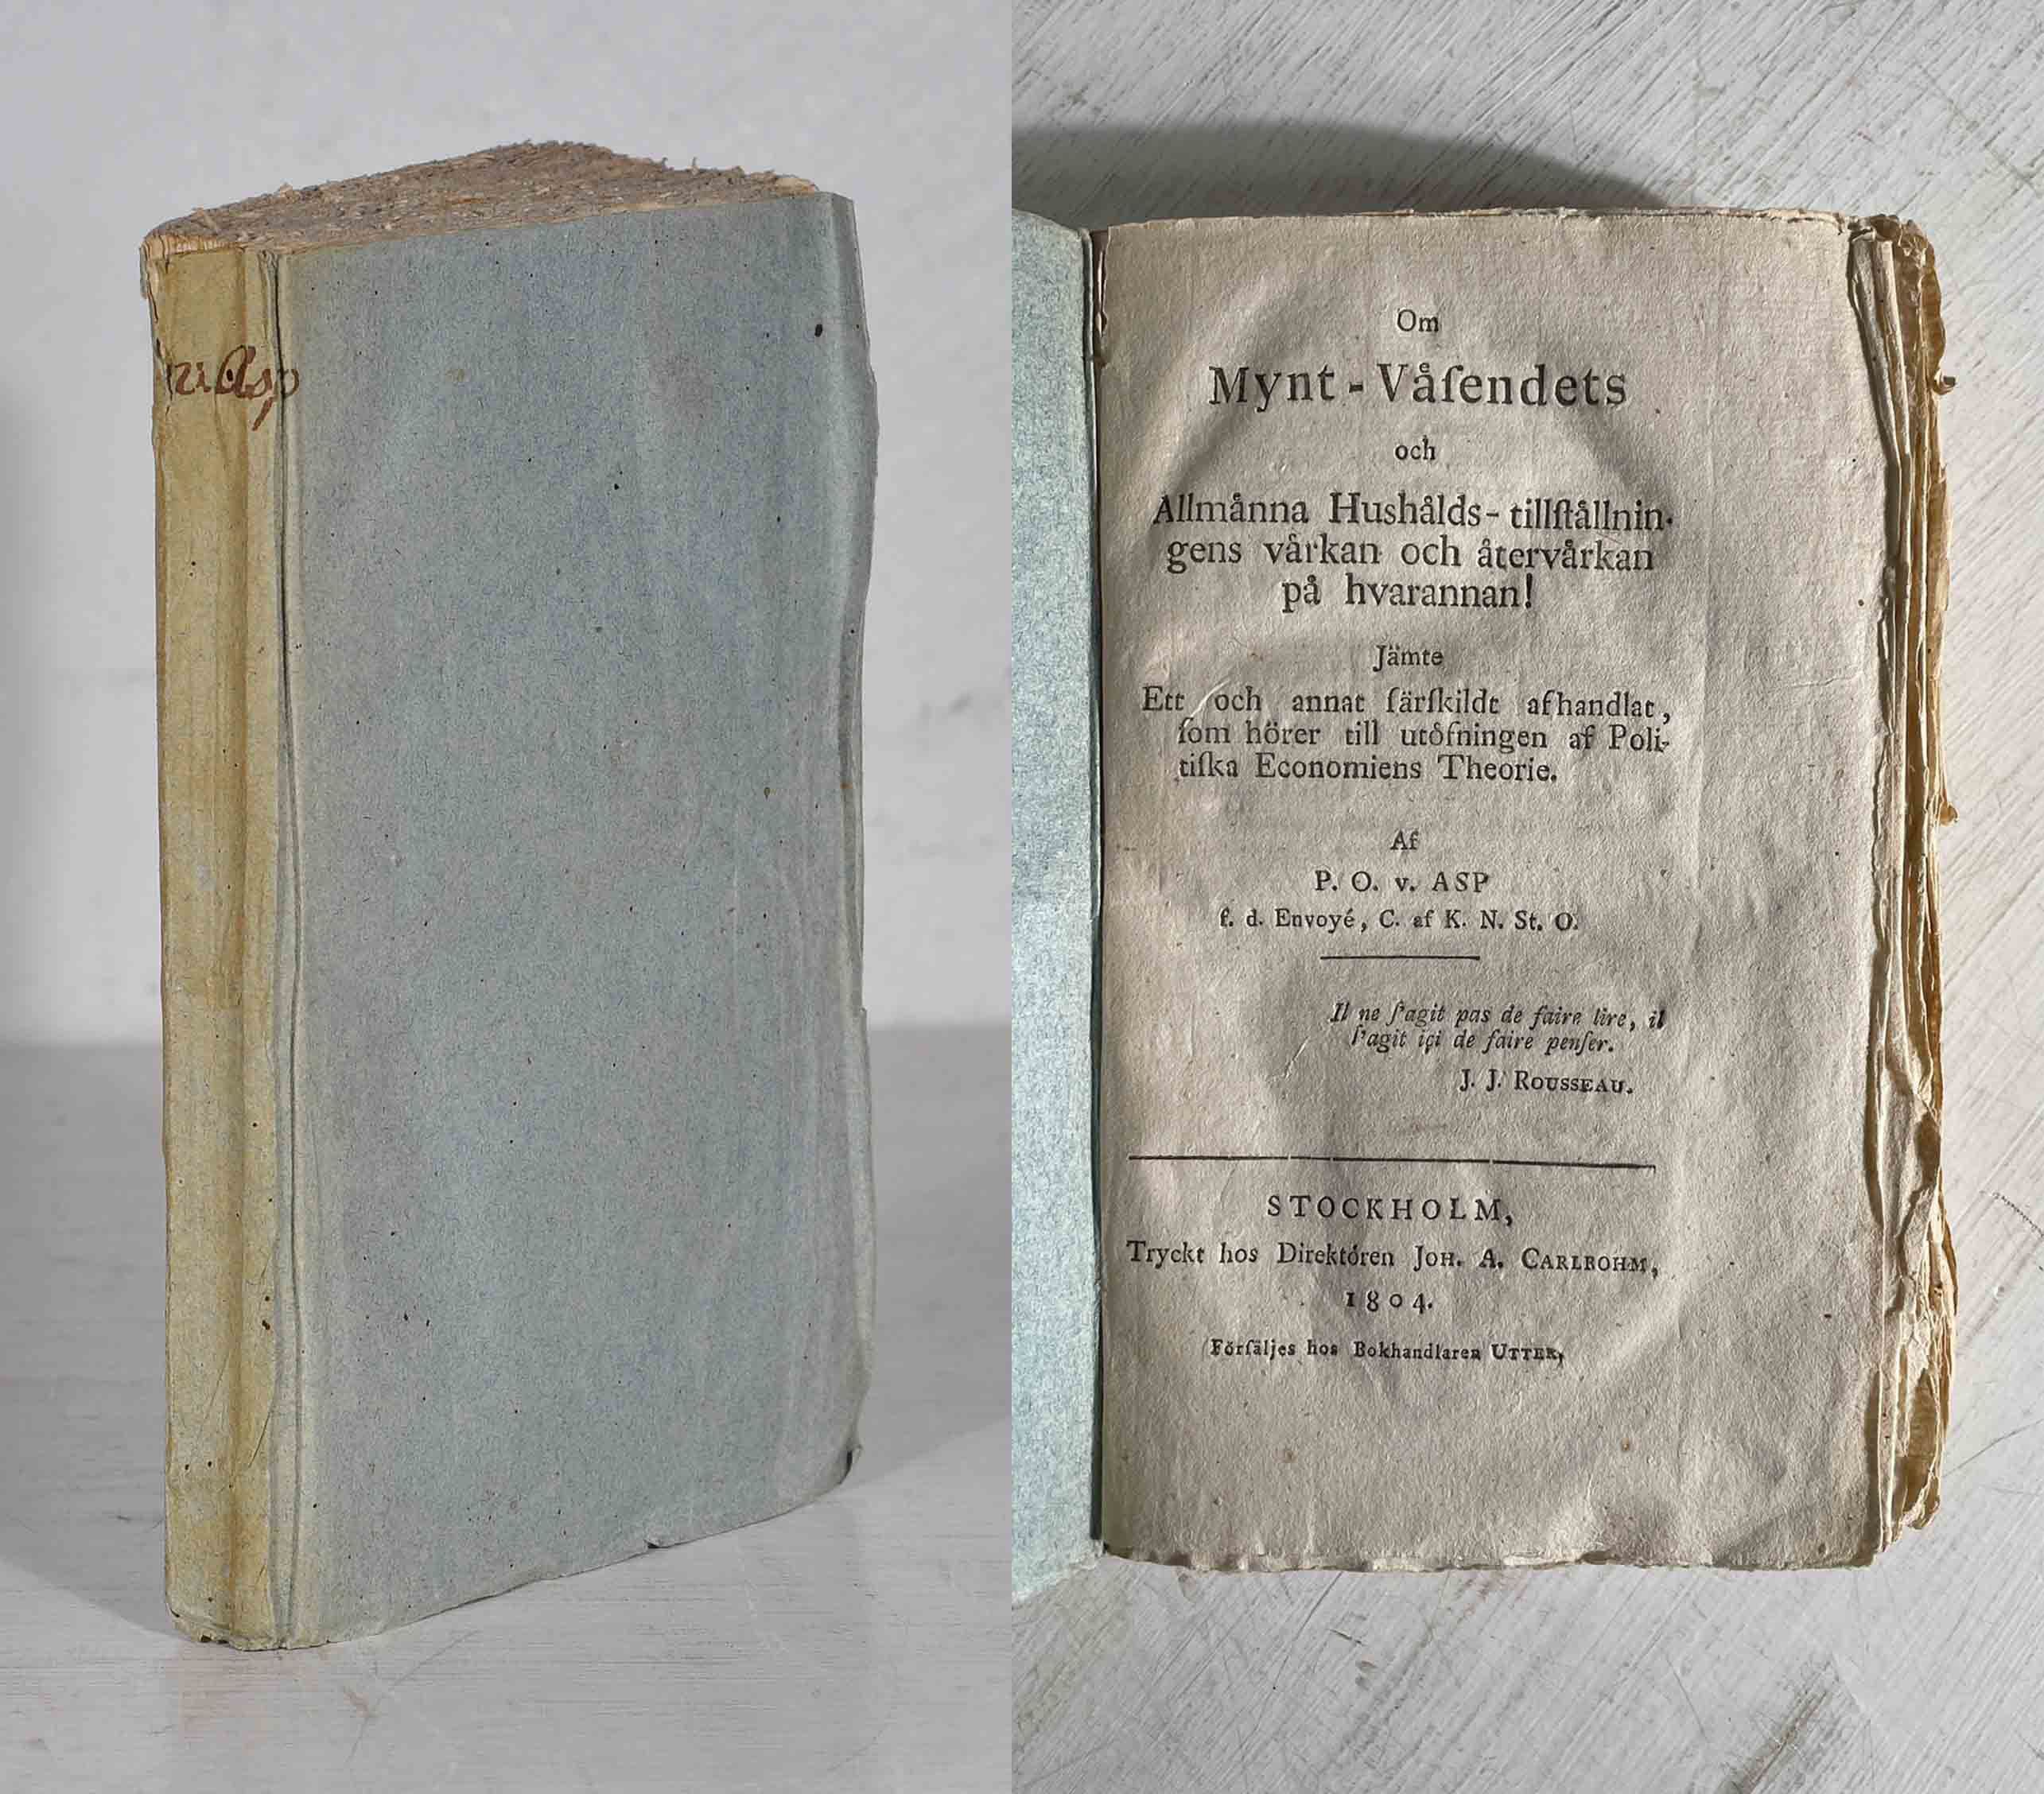 v. Asp
Om
Mynt-Våſendets
och
Allmånna Hushålds-tillſtållnin-
gens vårkan och återvårkan
på hvarannan!
Jämte
Ett och annat färſkildt afhandlat,
ſom hörer till utöfningen af Poli-
tiſka Economiens Theorie.
Af
P. O. v. ASP
f. d. Envoyé, C. af K. N. St. O.
Il ne ſ'agit pas de faire lire, il
ſ'agit içi de faire penſer.
J. J. ROUSSEAU.
STOCKHOLM,
Tryckt hos Direktören JOH. A. CARLBOHM,
1804.
Förſäljes hos Bokhandlaren UTTER,